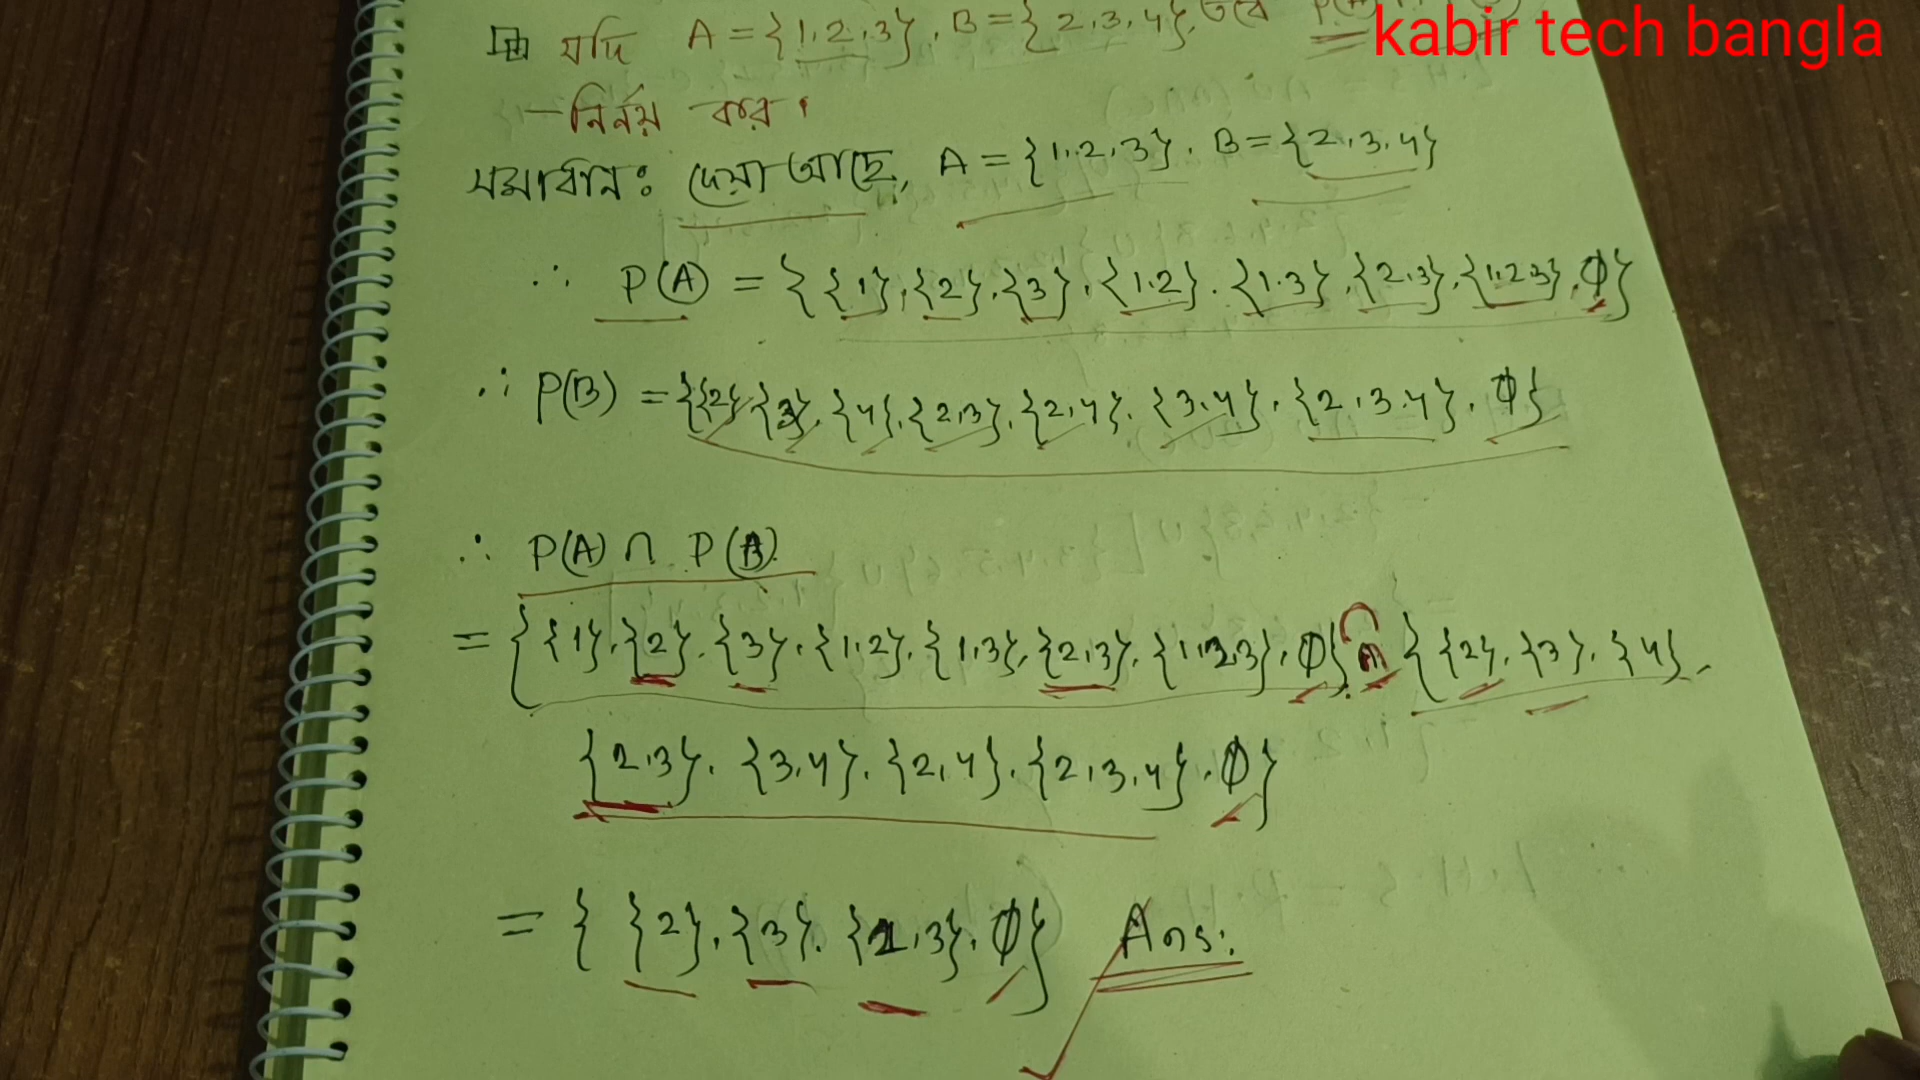 যদি A = {1,2,3}, B = {2,3,4}, তবে
kabir tech bangla
নির্নয় কর।
সমাধান: দেয়া আছে, A = {1,2,3}, B = {2,3,4}
∴ P(A) = {{1},{2},{3},{1,2},{1,3},{2,3},{1,2,3},∅}
∴ P(B) = {{2},{3},{4},{2,3},{2,4},{3,4},{2,3,4},∅}
∴ P(A) ∩ P(B)
= {{1},{2},{3},{1,2},{1,3},{2,3},{1,2,3},∅} ∩ {{2},{3},{4},
{2,3},{3,4},{2,4},{2,3,4},∅}
= {{2},{3},{2,3},∅} Ans: